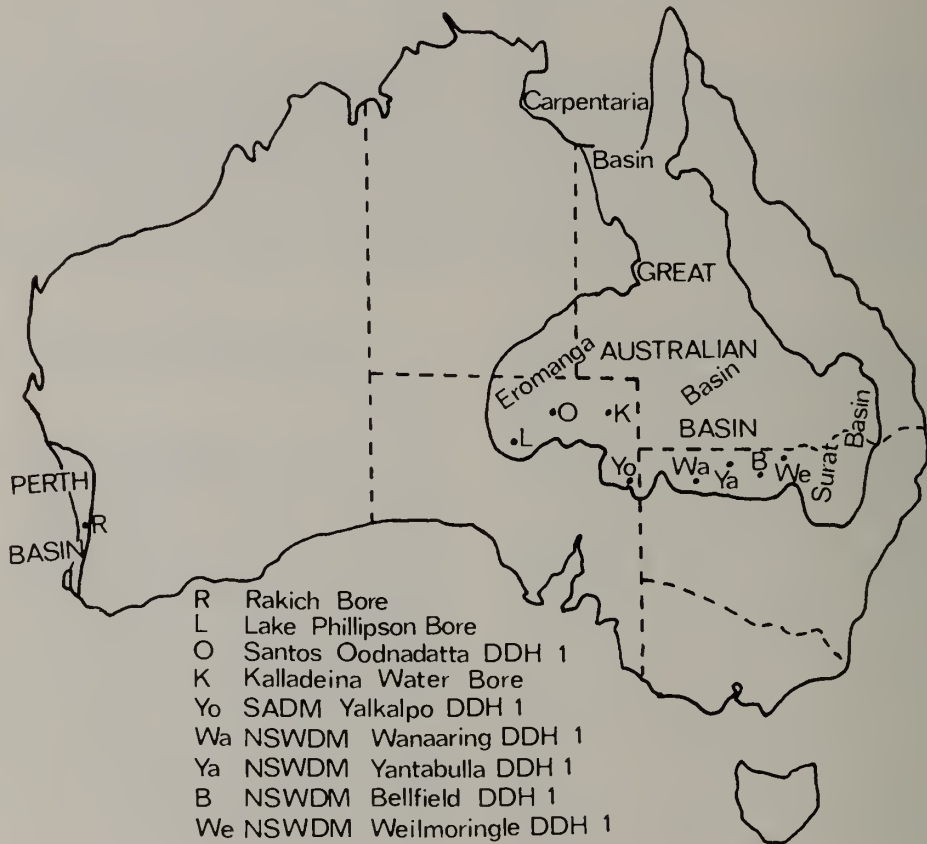 Carpentaria
Basin
GREAT
AUSTRALIAN
Eromanga
Basin
BASIN
Surat
Basin
O
K
L
Yo
Wa
Ya
B
We
PERTH
R
BASIN
R Rakich Bore
L Lake Phillipson Bore
O Santos Oodnadatta DDH 1
K Kalladeina Water Bore
Yo SADM Yalkalpo DDH 1
Wa NSWDM Wanaaring DDH 1
Ya NSWDM Yantabulla DDH 1
B NSWDM Bellfield DDH 1
We NSWDM Weilmoringle DDH 1